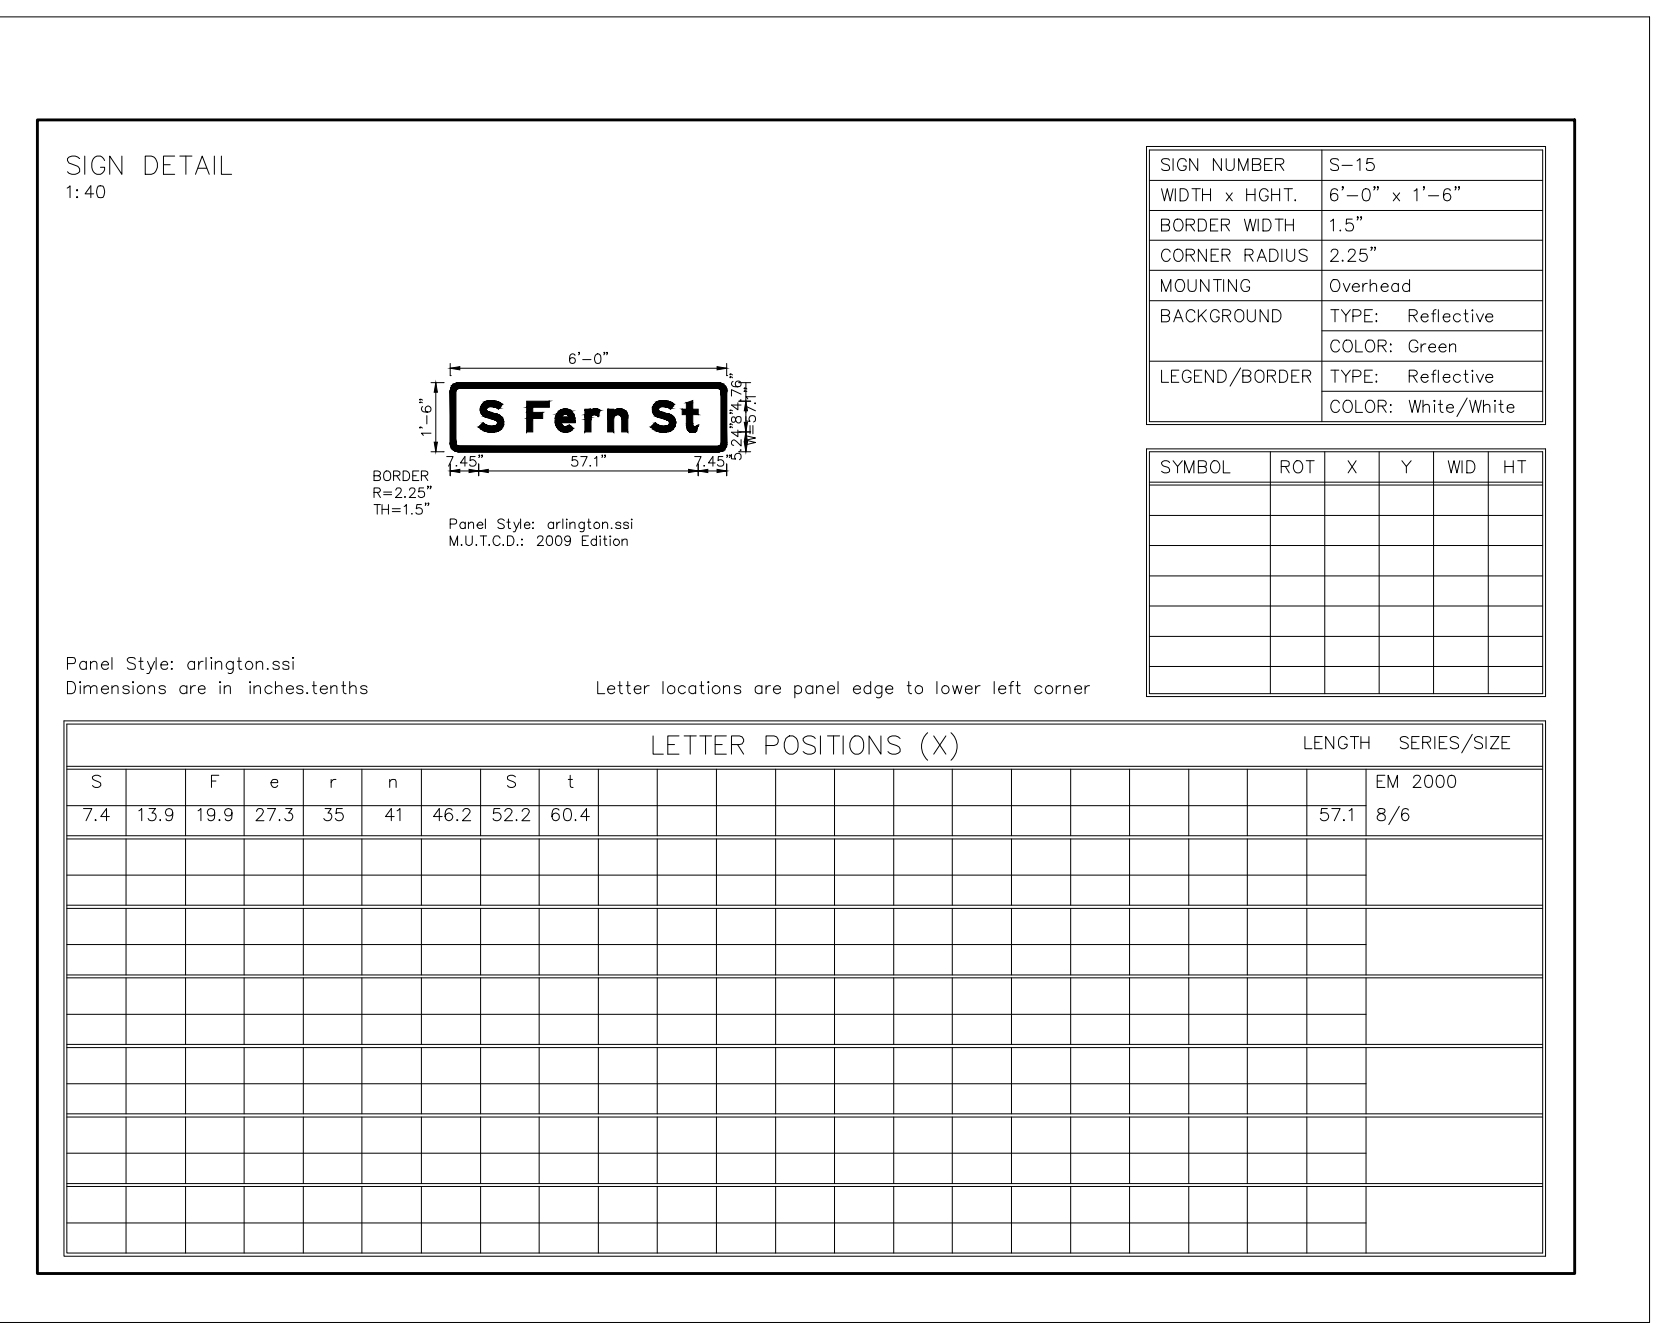 SIGN DETAIL
1:40
SIGN NUMBER S-15
WIDTH x HGHT. 6'-0" x 1'-6"
BORDER WIDTH 1.5"
CORNER RADIUS 2.25"
MOUNTING Overhead
BACKGROUND TYPE: Reflective
COLOR: Green
LEGEND/BORDER TYPE: Reflective
COLOR: White/White
6'-0"
1'-6"
S Fern St
5.24" 8" 4.76"
W=57.1"
7.45" 57.1" 7.45"
BORDER
R=2.25"
TH=1.5"
Panel Style: arlington.ssi
M.U.T.C.D.: 2009 Edition
SYMBOL ROT X Y WID HT
Panel Style: arlington.ssi
Dimensions are in inches.tenths
Letter locations are panel edge to lower left corner
LETTER POSITIONS (X) LENGTH SERIES/SIZE
S F e r n S t EM 2000
7.4 13.9 19.9 27.3 35 41 46.2 52.2 60.4 57.1 8/6